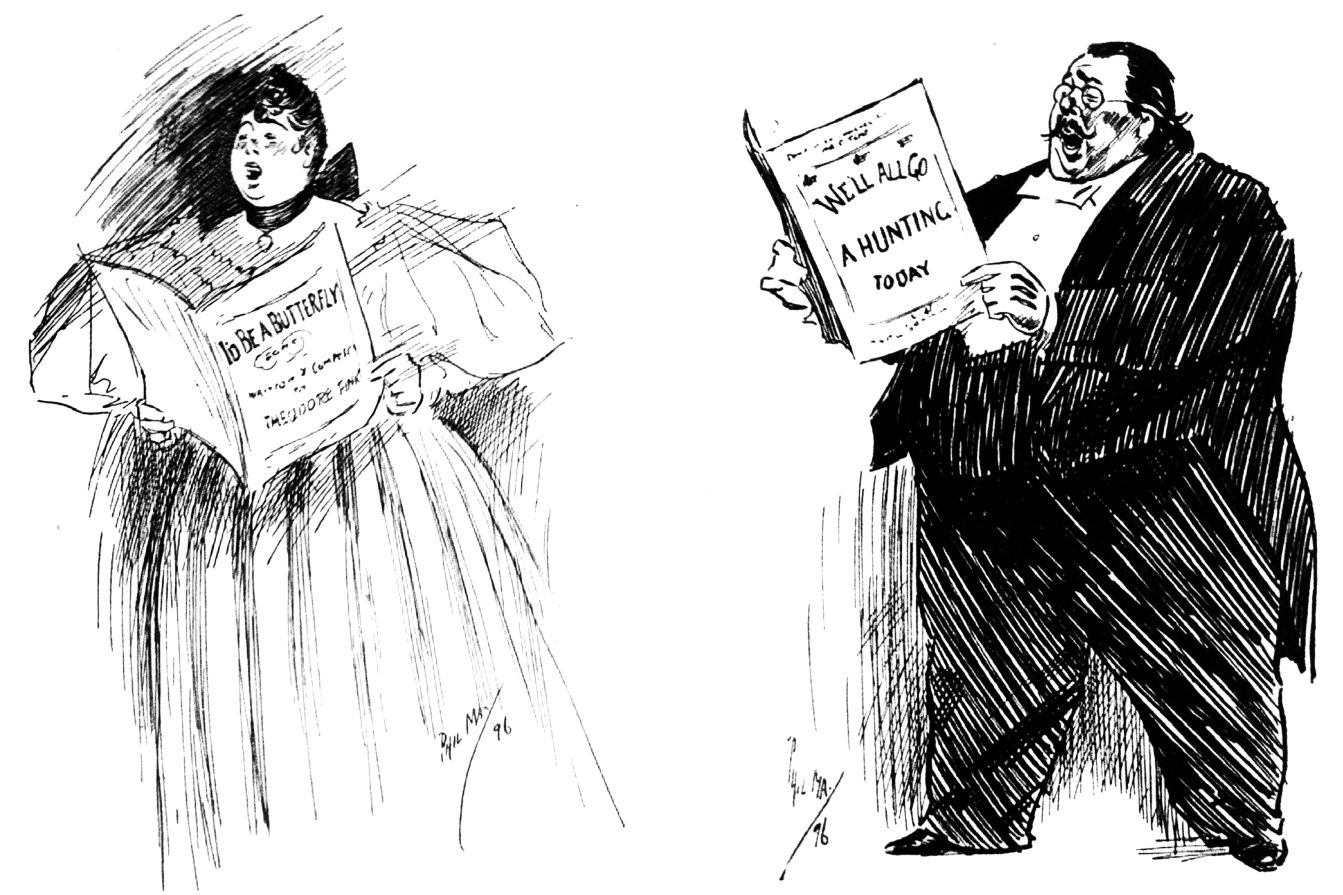 I'D BE A BUTTERFLY
SONG
WRITTEN & COMPOSED
BY
THEODORE FUNK
PHIL MAY
96
WE'LL ALL GO
A HUNTING
TODAY
PHIL MAY
96